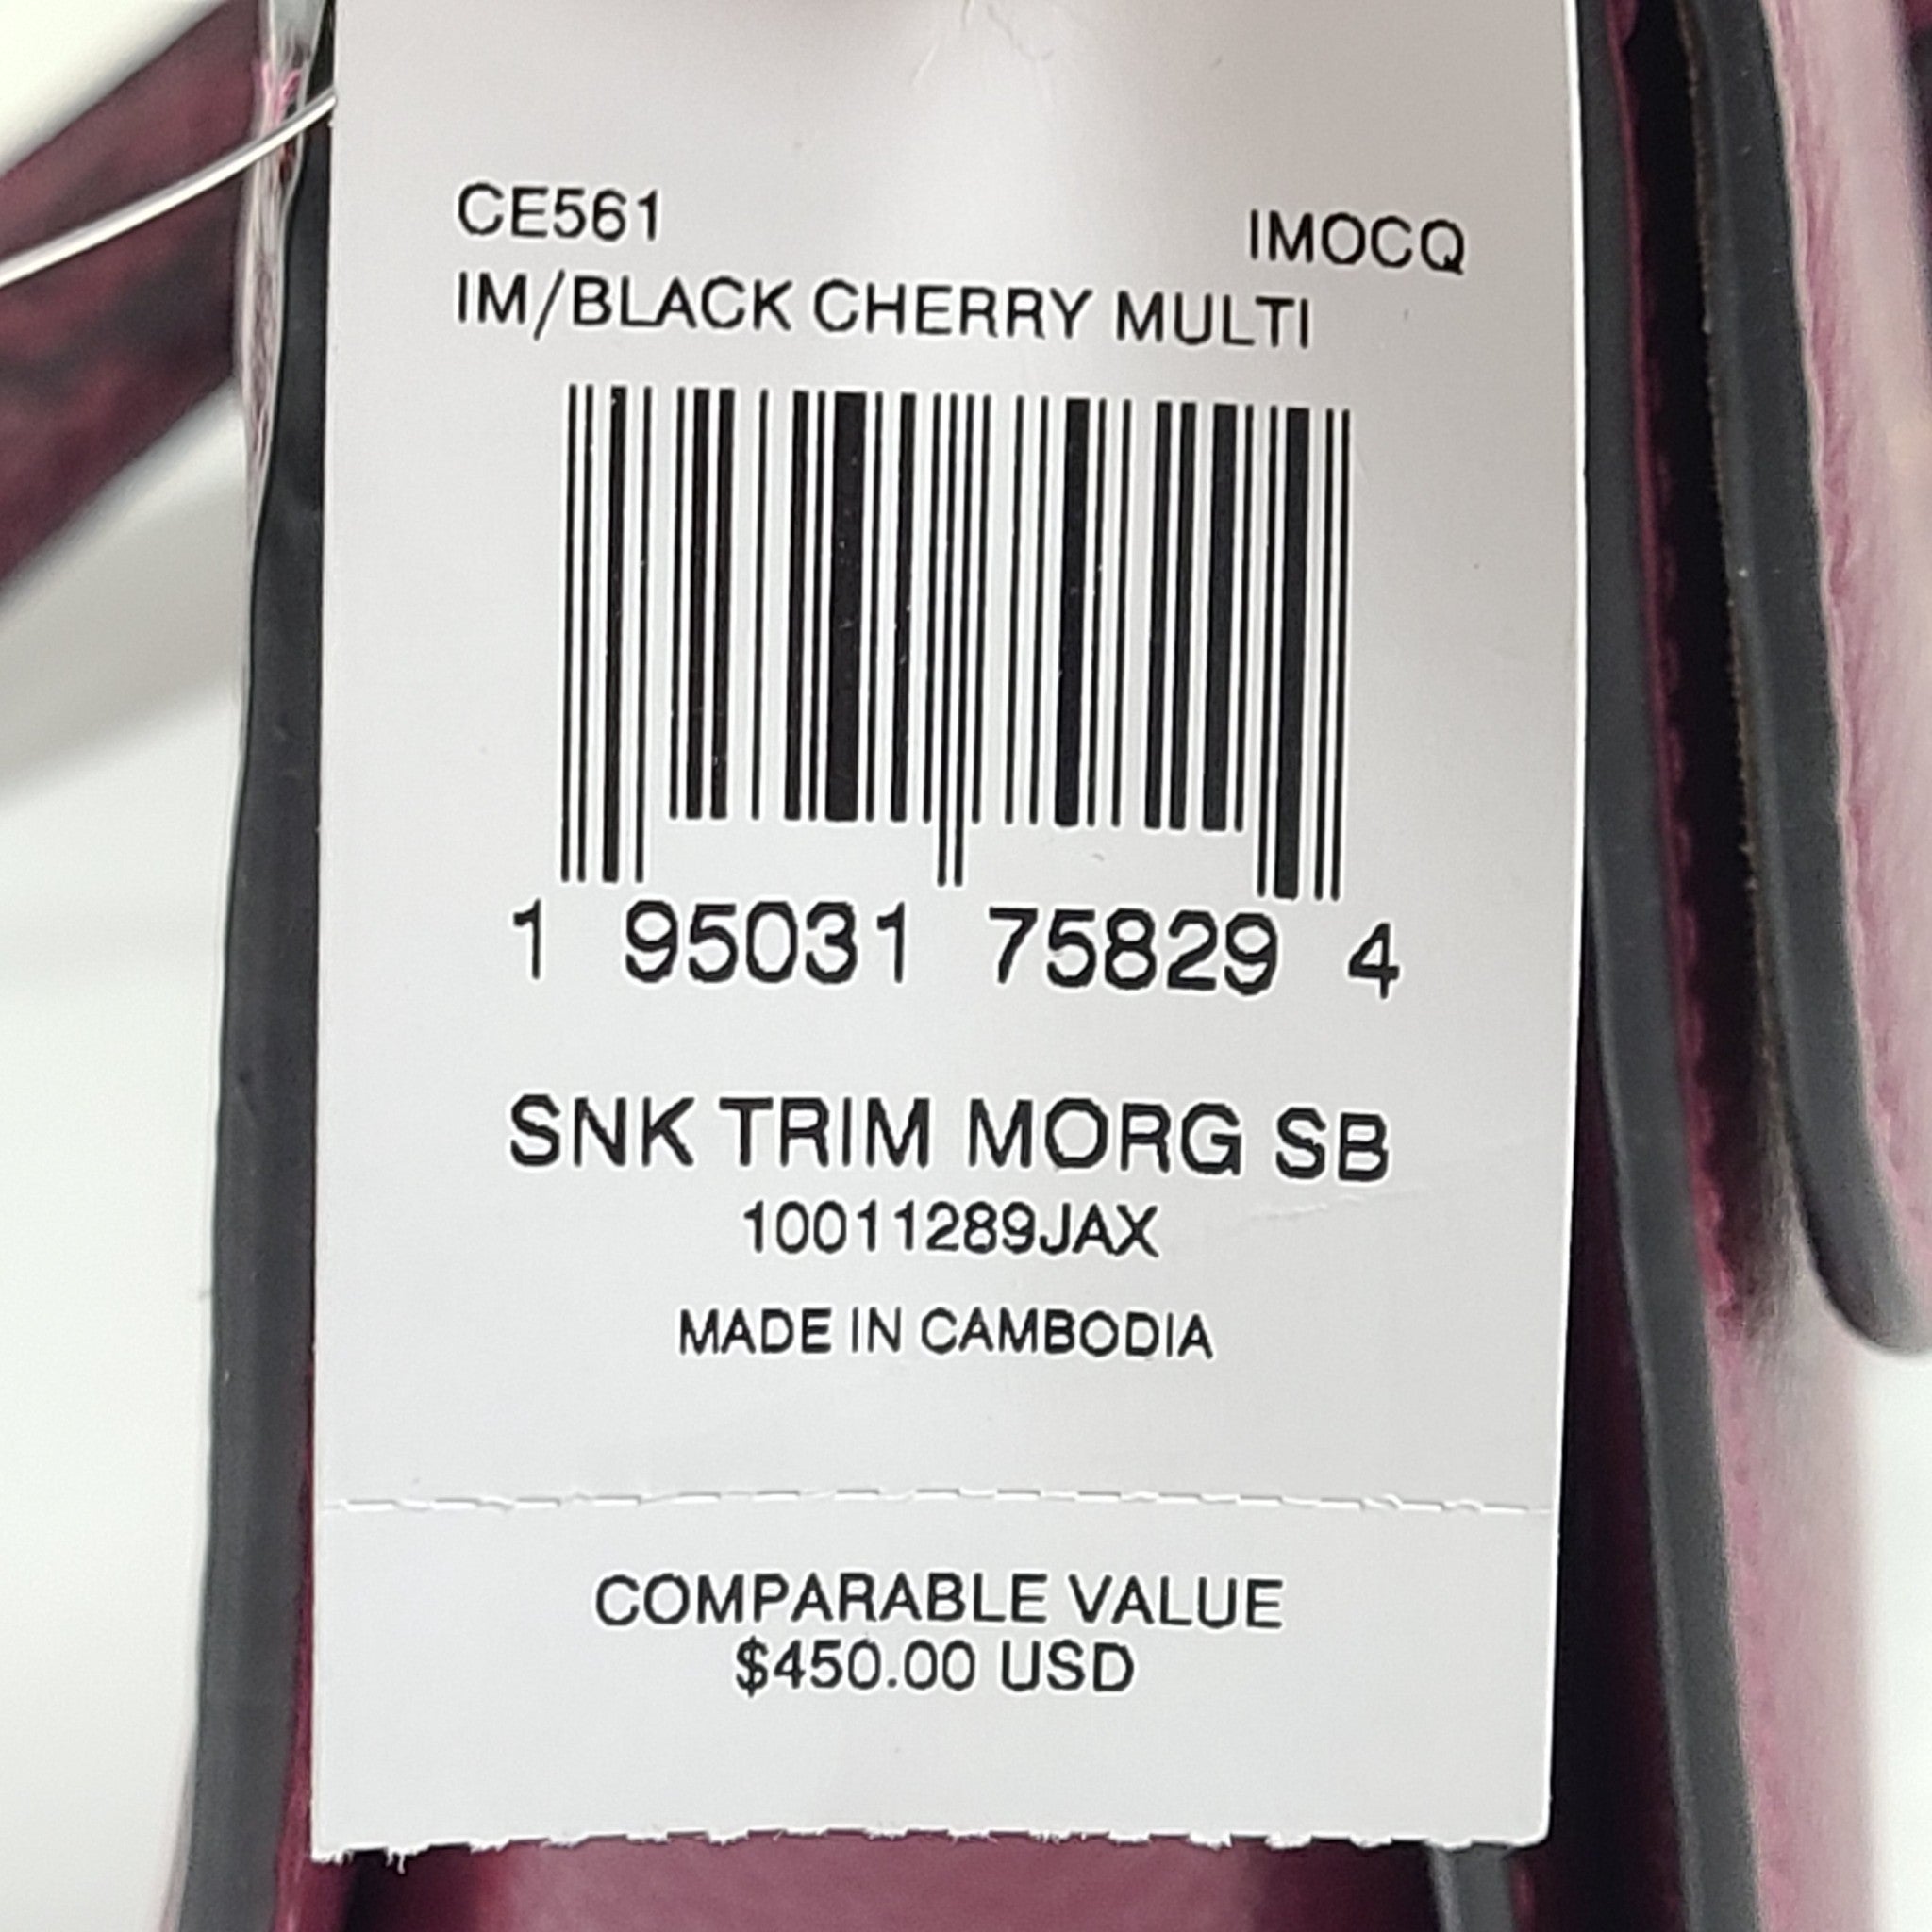 CE561 IMOCQ
IM/BLACK CHERRY MULTI
1 95031 75829 4
SNK TRIM MORG SB
10011289JAX
MADE IN CAMBODIA
COMPARABLE VALUE
$450.00 USD